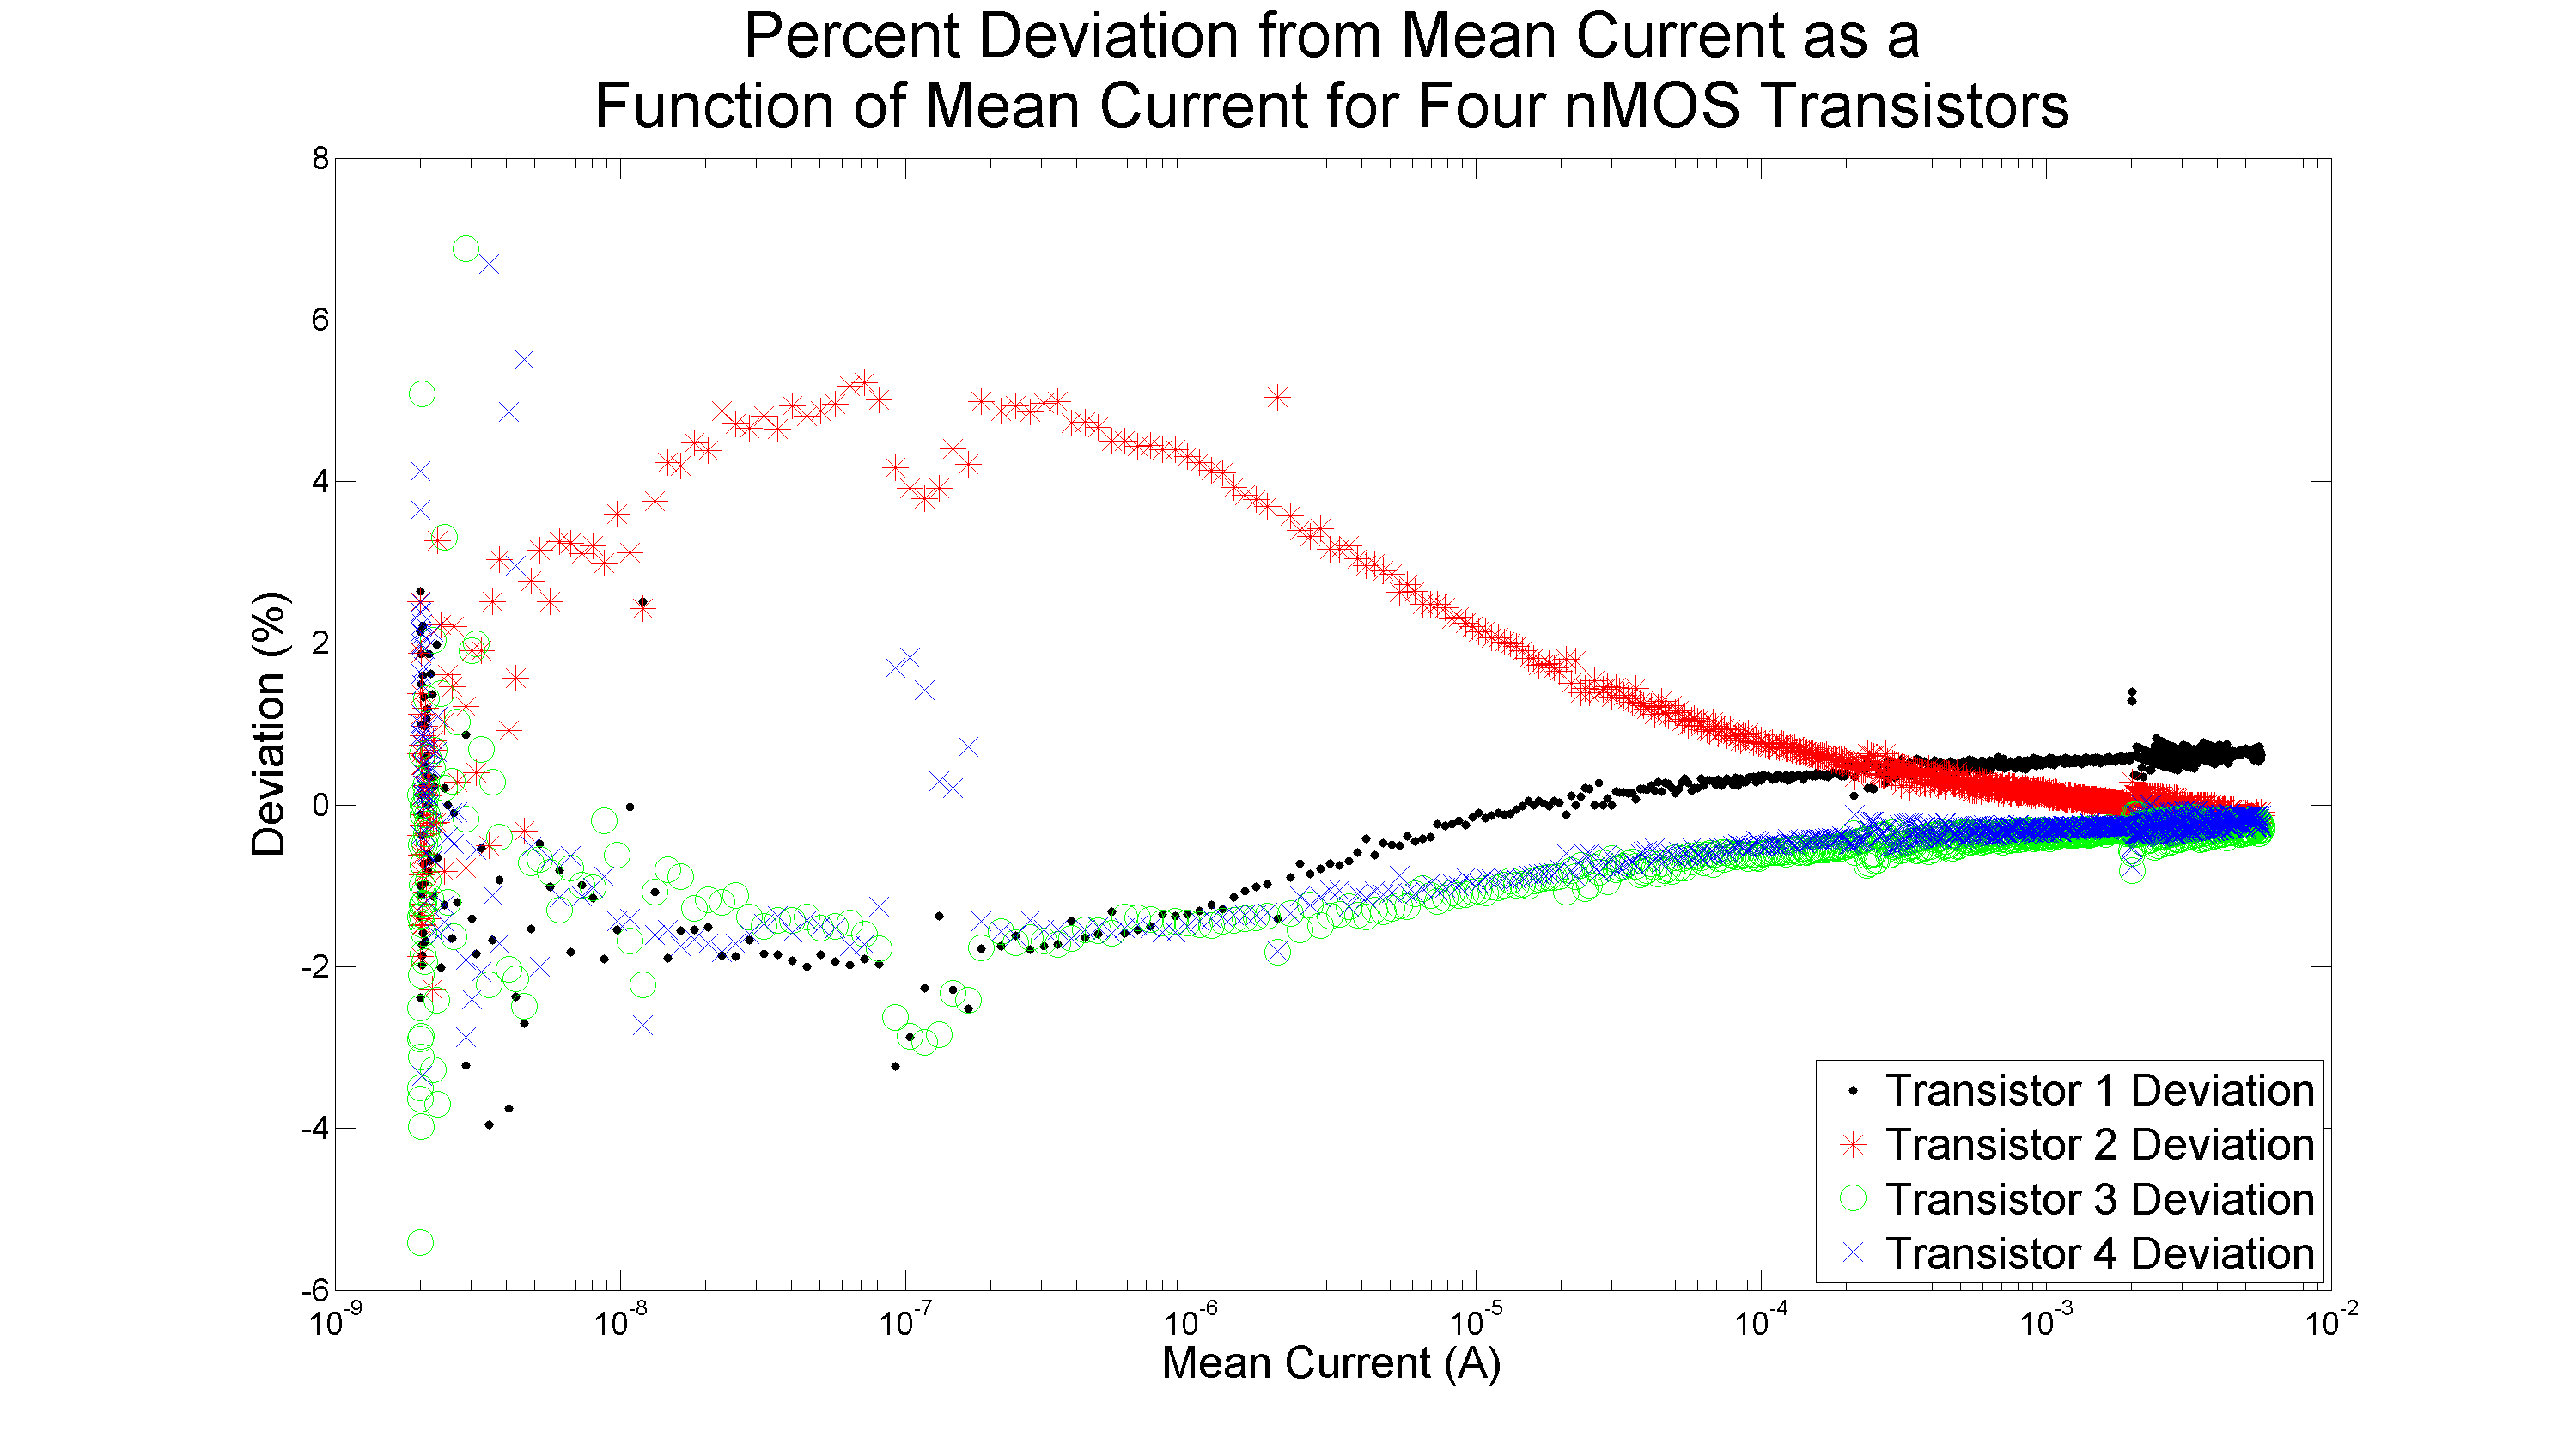 Percent Deviation from Mean Current as a
Function of Mean Current for Four nMOS Transistors
8
6
4
2
0
-2
-4
-6
Deviation (%)
10^-9 10^-8 10^-7 10^-6 10^-5 10^-4 10^-3 10^-2
Mean Current (A)
Transistor 1 Deviation
Transistor 2 Deviation
Transistor 3 Deviation
Transistor 4 Deviation